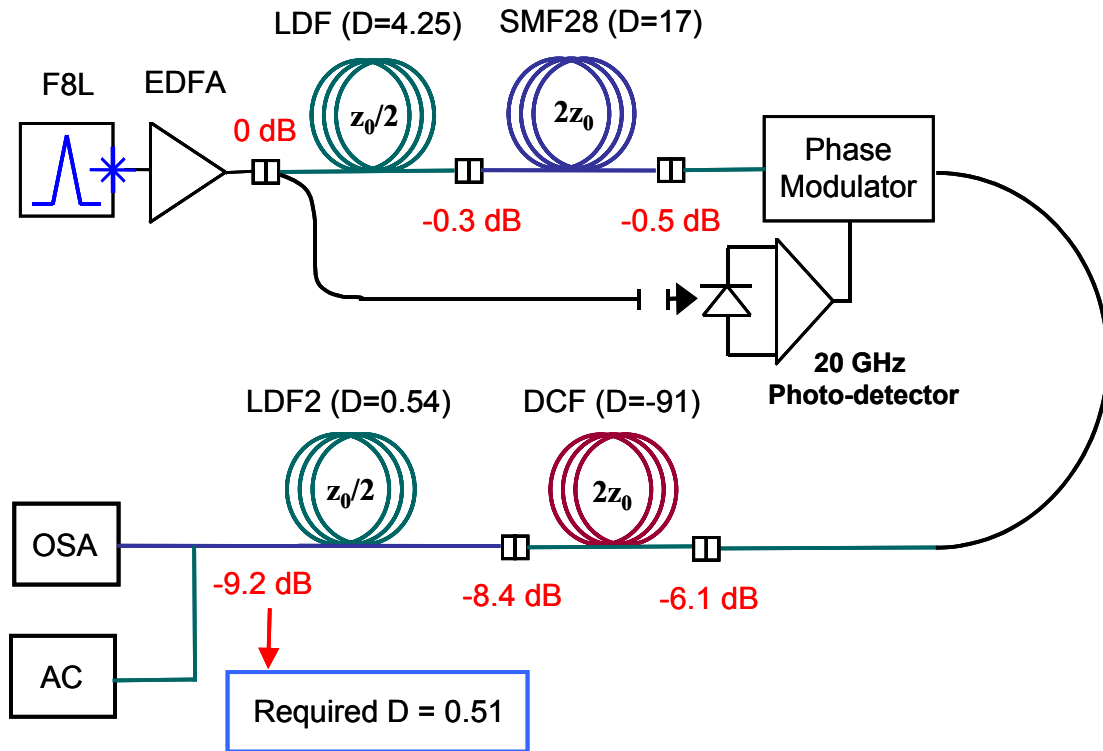 LDF (D=4.25)
SMF28 (D=17)
F8L
EDFA
0 dB
z0/2
2z0
Phase
Modulator
-0.3 dB
-0.5 dB
20 GHz
Photo-detector
LDF2 (D=0.54)
DCF (D=-91)
z0/2
2z0
OSA
-9.2 dB
-8.4 dB
-6.1 dB
AC
Required D = 0.51